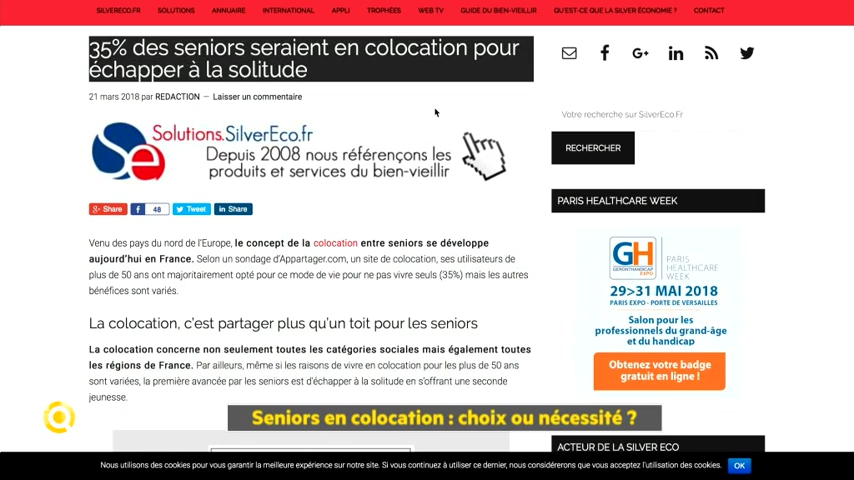 SILVERECO.FR SOLUTIONS ANNUAIRE INTERNATIONAL APPLI TROPHÉES WEB TV GUIDE DU BIEN-VIEILLIR QU'EST-CE QUE LA SILVER ÉCONOMIE ? CONTACT
35% des seniors seraient en colocation pour
échapper à la solitude
21 mars 2018 par REDACTION — Laisser un commentaire
Se
Solutions.SilverEco.fr
Depuis 2008 nous référençons les
produits et services du bien-vieillir
G+ Share
f 48
Tweet
in Share
Venu des pays du nord de l'Europe, le concept de la colocation entre seniors se développe
aujourd'hui en France. Selon un sondage d'Appartager.com, un site de colocation, ses utilisateurs de
plus de 50 ans ont majoritairement opté pour ce mode de vie pour ne pas vivre seuls (35%) mais les autres
bénéfices sont variés.
La colocation, c'est partager plus qu'un toit pour les seniors
La colocation concerne non seulement toutes les catégories sociales mais également toutes
les régions de France. Par ailleurs, même si les raisons de vivre en colocation pour les plus de 50 ans
sont variées, la première avancée par les seniors est d'échapper à la solitude en s'offrant une seconde
jeunesse.
Votre recherche sur SilverEco.Fr
RECHERCHER
PARIS HEALTHCARE WEEK
GH
GERONTHANDICAP
EXPO
PARIS
HEALTHCARE
WEEK
29>31 MAI 2018
PARIS EXPO - PORTE DE VERSAILLES
Salon pour les
professionnels du grand-âge
et du handicap
Obtenez votre badge
gratuit en ligne !
ACTEUR DE LA SILVER ECO
Seniors en colocation : choix ou nécessité ?
Nous utilisons des cookies pour vous garantir la meilleure expérience sur notre site. Si vous continuez à utiliser ce dernier, nous considérerons que vous acceptez l'utilisation des cookies. OK